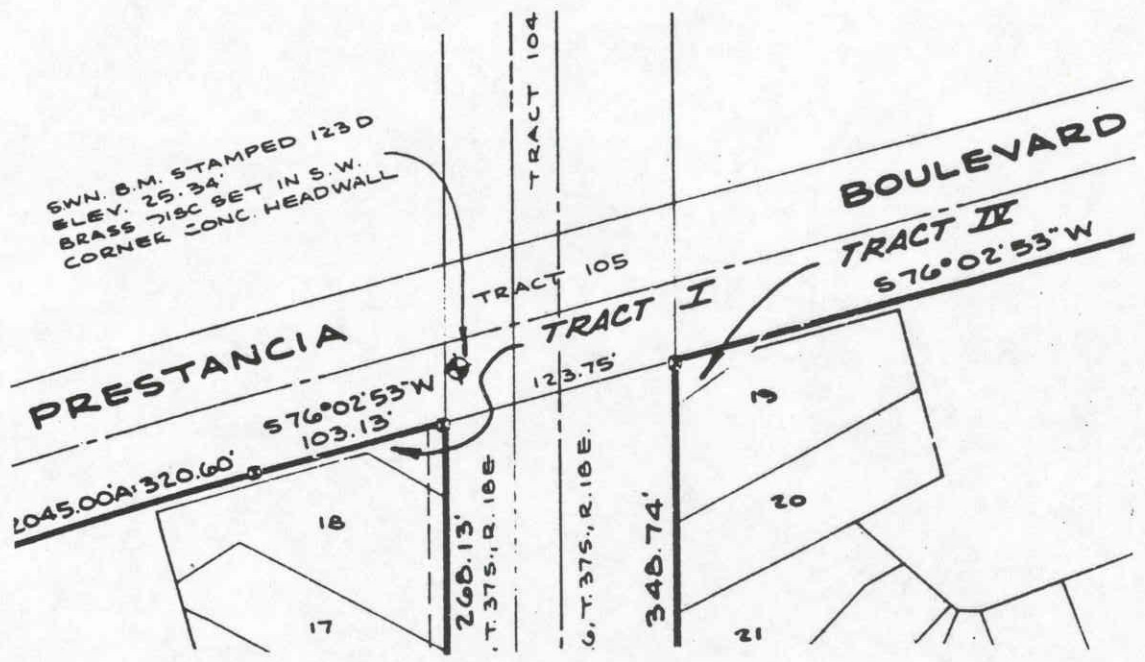 SWN. B.M. STAMPED 123 D
ELEV. 25.34'
BRASS DISC SET IN S.W.
CORNER CONC. HEADWALL
TRACT 104
BOULEVARD
TRACT IV
S76°02'53"W
TRACT 105
TRACT I
PRESTANCIA
123.75'
S76°02'53"W
103.13'
2045.00'A:320.60'
19
18
20
17
21
268.13'
T.37S., R.18E
6, T.37S., R.18E
348.74'